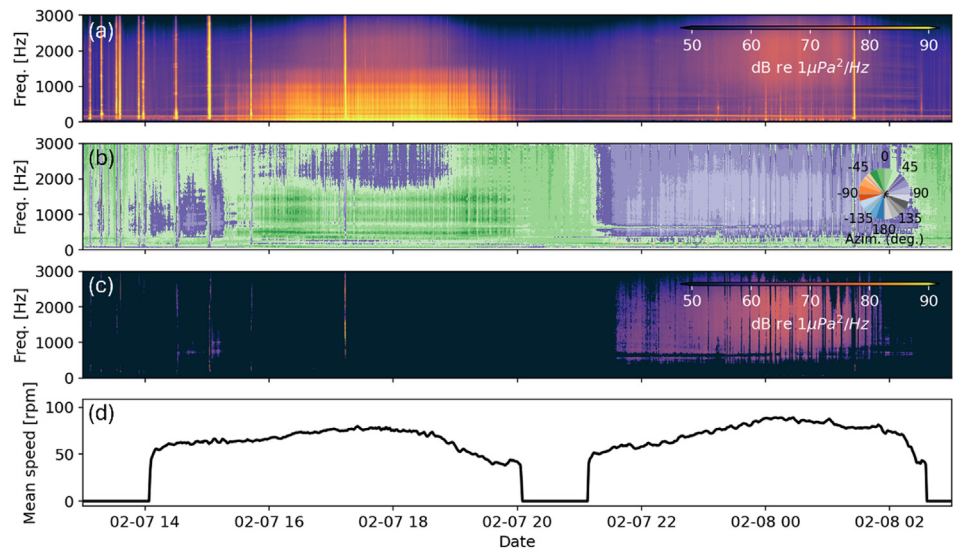 (a)
Freq. [Hz]
3000
2000
1000
0
50 60 70 80 90
dB re 1μPa²/Hz
(b)
Freq. [Hz]
3000
2000
1000
0
0
-45 45
-90 90
-135 135
180
Azim. (deg.)
(c)
Freq. [Hz]
3000
2000
1000
0
50 60 70 80 90
dB re 1μPa²/Hz
(d)
Mean speed [rpm]
100
50
0
02-07 14 02-07 16 02-07 18 02-07 20 02-07 22 02-08 00 02-08 02
Date